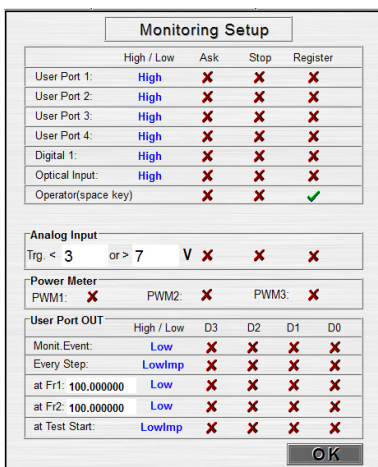 Monitoring Setup
High / Low Ask Stop Register
User Port 1: High
User Port 2: High
User Port 3: High
User Port 4: High
Digital 1: High
Optical Input: High
Operator(space key)
Analog Input
Trg. < 3 or > 7 V
Power Meter
PWM1: PWM2: PWM3:
User Port OUT
High / Low D3 D2 D1 D0
Monit.Event: Low
Every Step: LowImp
at Fr1: 100.000000 Low
at Fr2: 100.000000 Low
at Test Start: LowImp
OK